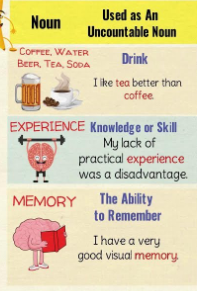 Noun
Used as An
Uncountable Noun
COFFEE, WATER
BEER, TEA, SODA
Drink
I like tea better than
coffee.
EXPERIENCE
Knowledge or Skill
My lack of
practical experience
was a disadvantage.
MEMORY
The Ability
to Remember
I have a very
good visual memory.